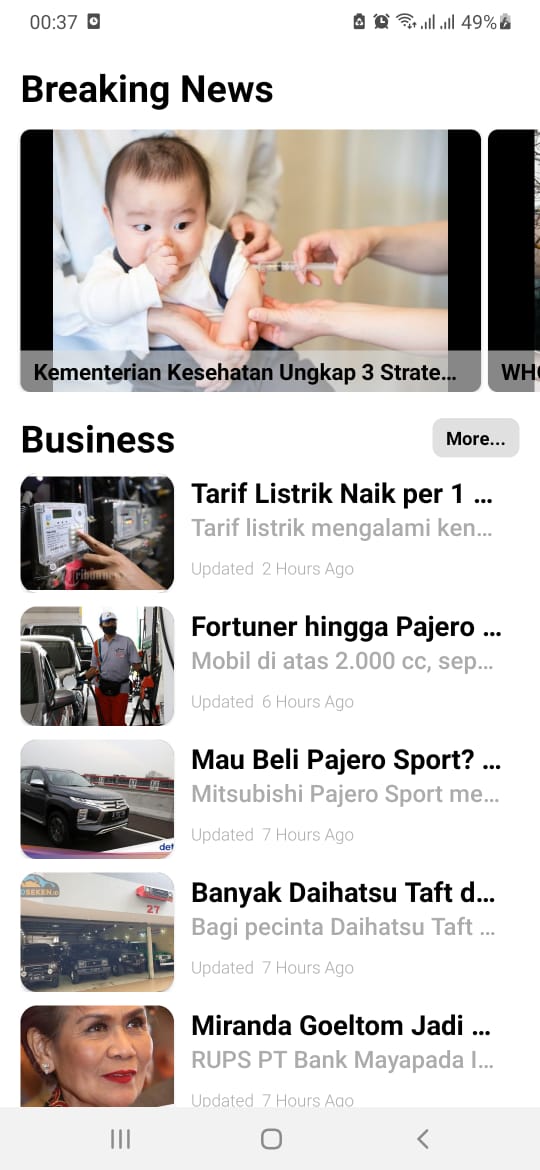 00:37
49%
Breaking News
Kementerian Kesehatan Ungkap 3 Strate...
WH
Business
More...
Tarif Listrik Naik per 1 ...
Tarif listrik mengalami ken...
Updated 2 Hours Ago
Fortuner hingga Pajero ...
Mobil di atas 2.000 cc, sep...
Updated 6 Hours Ago
Mau Beli Pajero Sport? ...
Mitsubishi Pajero Sport me...
det
Updated 7 Hours Ago
Banyak Daihatsu Taft d...
27
Bagi pecinta Daihatsu Taft ...
Updated 7 Hours Ago
Miranda Goeltom Jadi ...
RUPS PT Bank Mayapada I...
Updated 7 Hours Ago